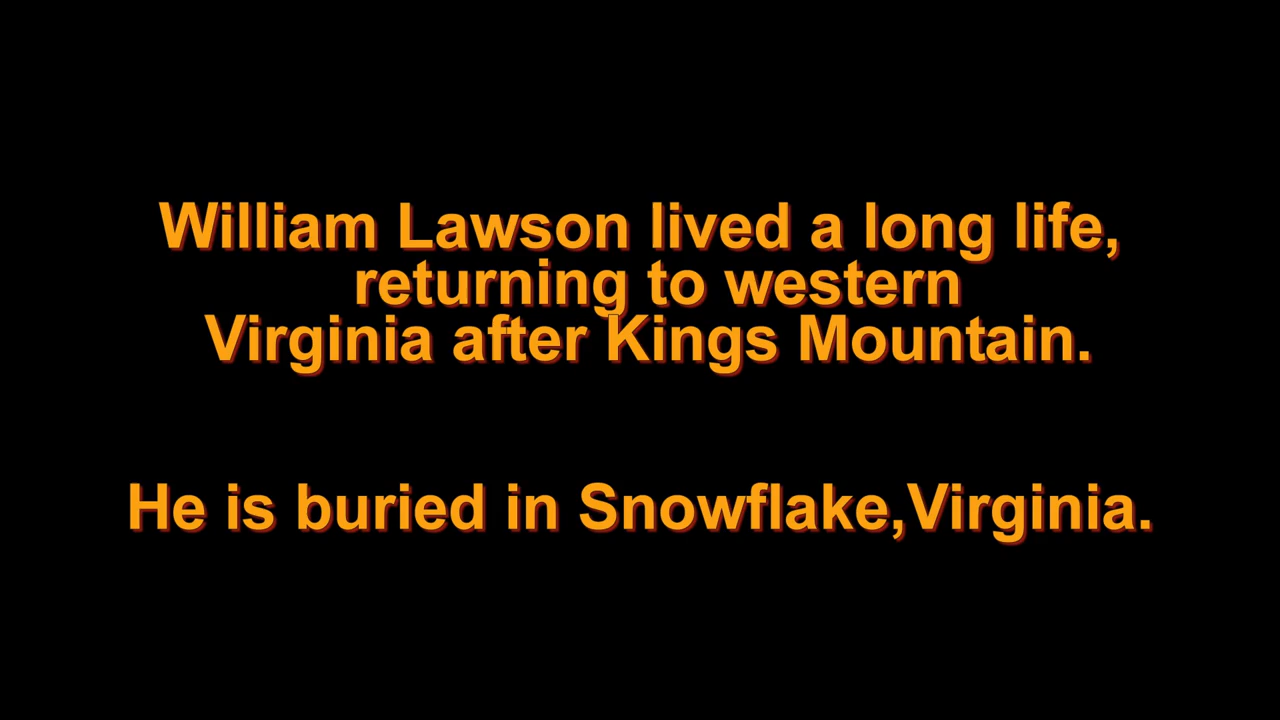 William Lawson lived a long life,
returning to western
Virginia after Kings Mountain.
He is buried in Snowflake,Virginia.